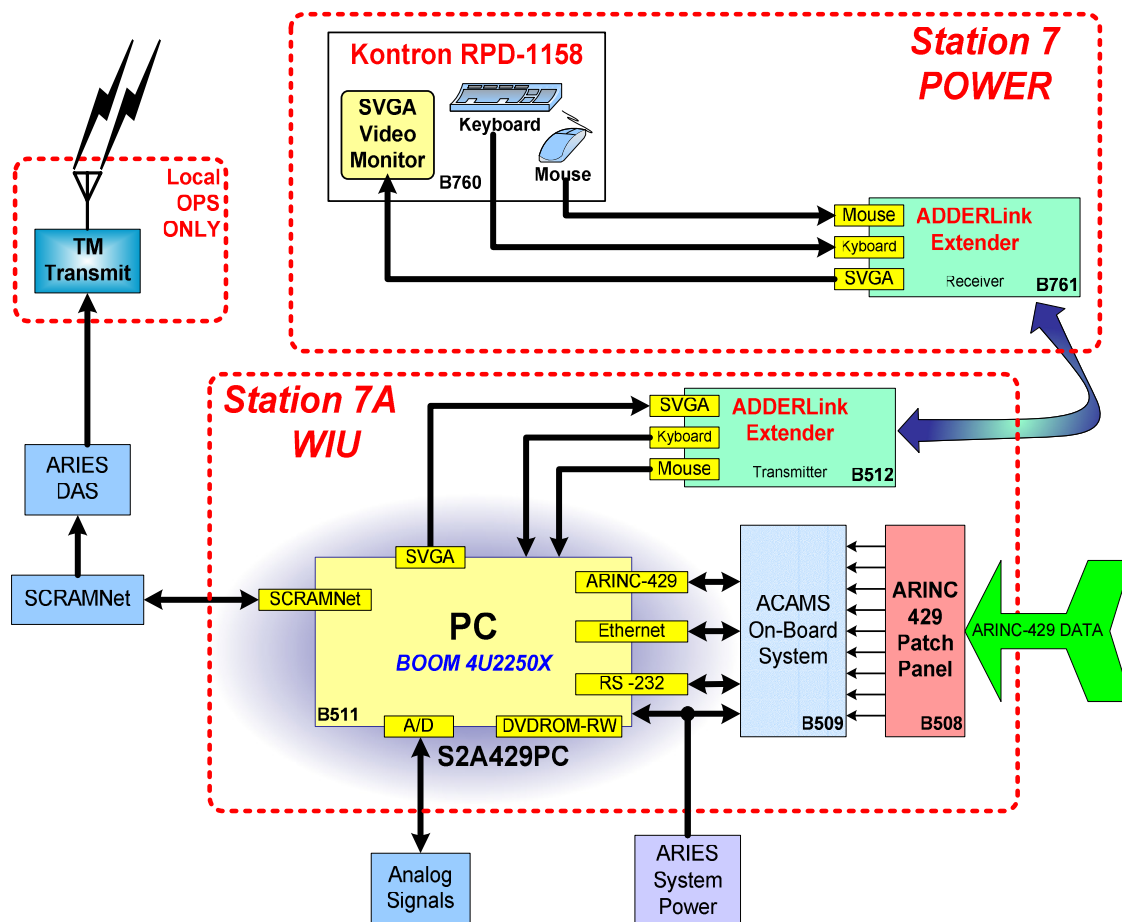 Station 7
POWER
Kontron RPD-1158
SVGA
Video
Monitor
Keyboard
Mouse
B760
Mouse
Kyboard
SVGA
ADDERLink
Extender
Receiver
B761
Local
OPS
ONLY
TM
Transmit
Station 7A
WIU
SVGA
Kyboard
Mouse
ADDERLink
Extender
Transmitter
B512
ARIES
DAS
SCRAMNet
SCRAMNet
SVGA
PC
BOOM 4U2250X
B511
ARINC-429
Ethernet
RS -232
A/D
DVDROM-RW
S2A429PC
ACAMS
On-Board
System
B509
ARINC
429
Patch
Panel
B508
ARINC-429 DATA
Analog
Signals
ARIES
System
Power